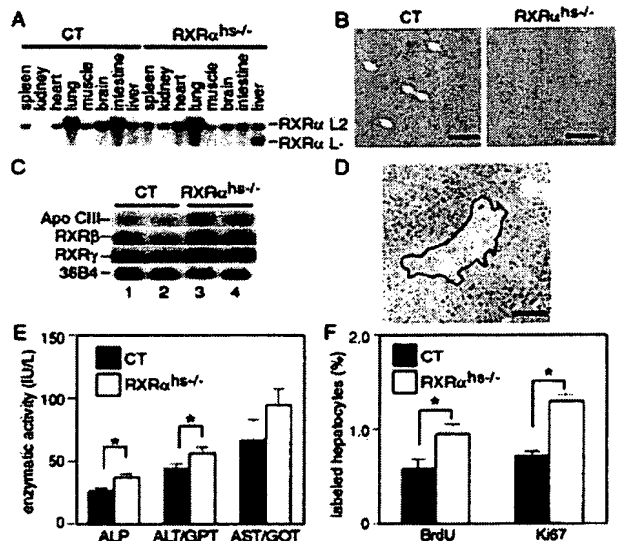 A
CT
RXRα hs-/-
spleen
kidney
heart
lung
muscle
brain
intestine
liver
spleen
kidney
heart
lung
muscle
brain
intestine
liver
RXRα L2
RXRα L-
B
CT
RXRα hs-/-
C
CT
RXRα hs-/-
Apo CIII
RXRβ
RXRγ
36B4
1 2 3 4
D
E
enzymatic activity (IU/L)
150
100
50
0
CT
RXRα hs-/-
*
*
ALP
ALT/GPT
AST/GOT
F
labeled hepatocytes (%)
2.0
1.0
0
CT
RXRα hs-/-
*
*
BrdU
Ki67